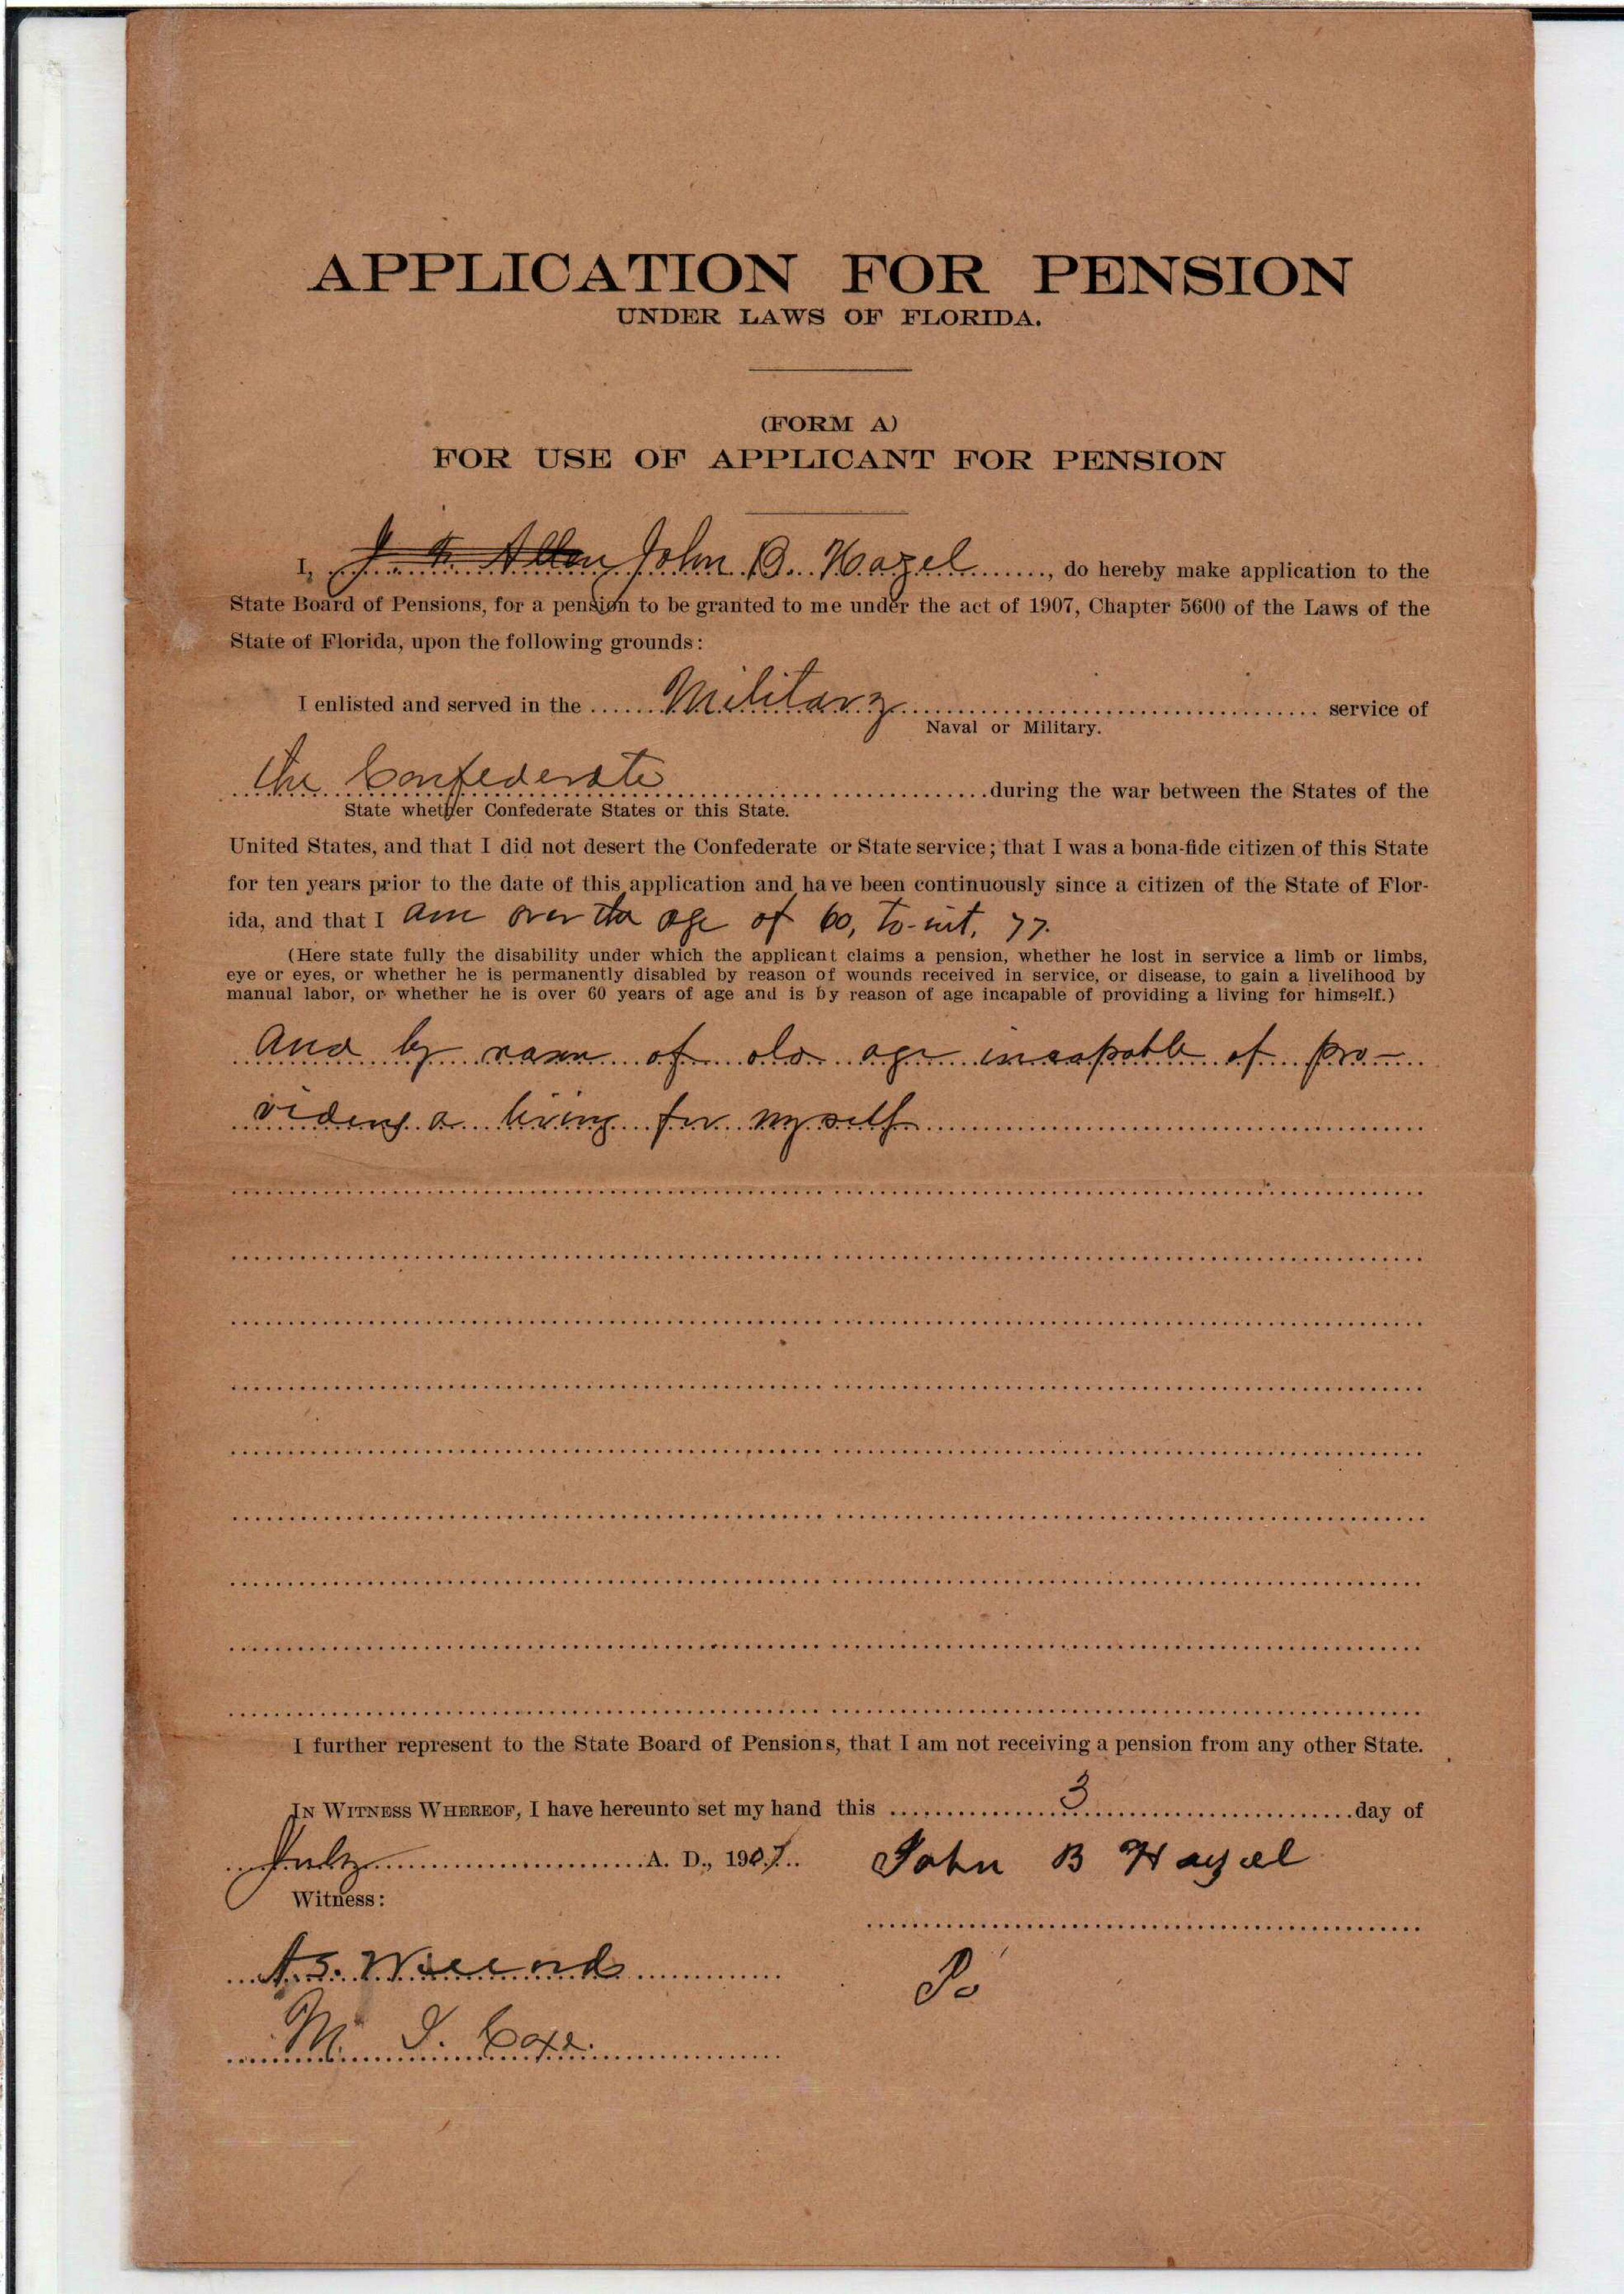 APPLICATION FOR PENSION
UNDER LAWS OF FLORIDA.
(FORM A)
FOR USE OF APPLICANT FOR PENSION
I, Allen John B. Hazel, do hereby make application to the
State Board of Pensions, for a pension to be granted to me under the act of 1907, Chapter 5600 of the Laws of the
State of Florida, upon the following grounds:
I enlisted and served in the Military service of
Naval or Military.
the Confederate during the war between the States of the
State whether Confederate States or this State.
United States, and that I did not desert the Confederate or State service; that I was a bona-fide citizen of this State
for ten years prior to the date of this application and have been continuously since a citizen of the State of Flor-
ida, and that I am over the age of 60, to-wit, 77.
(Here state fully the disability under which the applicant claims a pension, whether he lost in service a limb or limbs,
eye or eyes, or whether he is permanently disabled by reason of wounds received in service, or disease, to gain a livelihood by
manual labor, or whether he is over 60 years of age and is by reason of age incapable of providing a living for himself.)
and by reason of old age incapable of pro-
viding a living for myself
I further represent to the State Board of Pensions, that I am not receiving a pension from any other State.
IN WITNESS WHEREOF, I have hereunto set my hand this 3 day of
July A. D., 1907.. John B Hazel
Witness:
M. I. Cox.